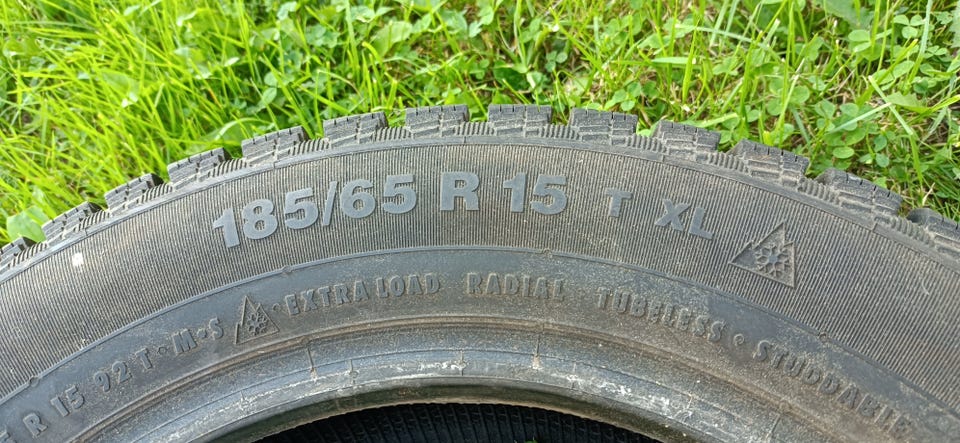 185/65 R 15 T XL
R 15 92 T • M•S EXTRA LOAD RADIAL TUBELESS • STUDDABLE